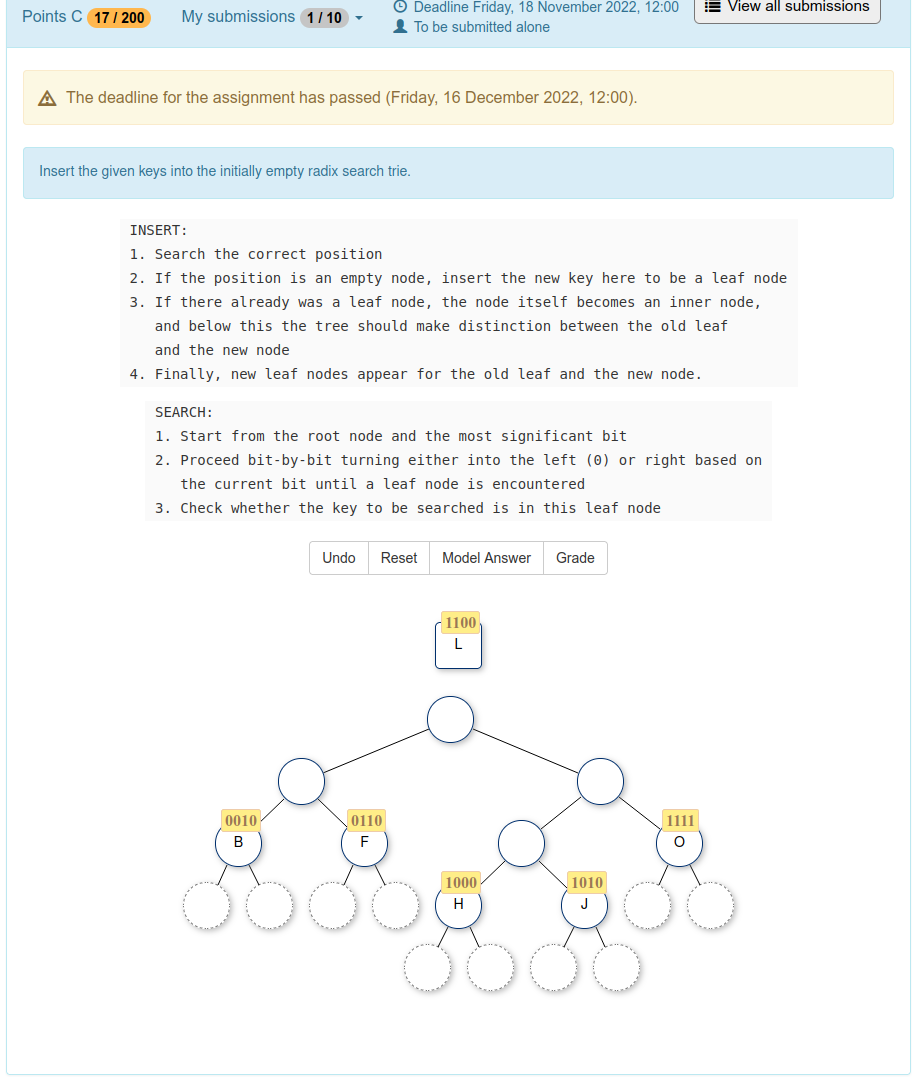 Points C 17 / 200 My submissions 1 / 10 Deadline Friday, 18 November 2022, 12:00 View all submissions
To be submitted alone
The deadline for the assignment has passed (Friday, 16 December 2022, 12:00).
Insert the given keys into the initially empty radix search trie.
INSERT:
1. Search the correct position
2. If the position is an empty node, insert the new key here to be a leaf node
3. If there already was a leaf node, the node itself becomes an inner node,
and below this the tree should make distinction between the old leaf
and the new node
4. Finally, new leaf nodes appear for the old leaf and the new node.
SEARCH:
1. Start from the root node and the most significant bit
2. Proceed bit-by-bit turning either into the left (0) or right based on
the current bit until a leaf node is encountered
3. Check whether the key to be searched is in this leaf node
Undo Reset Model Answer Grade
1100
L
0010 0110 1111
B F O
1000 1010
H J